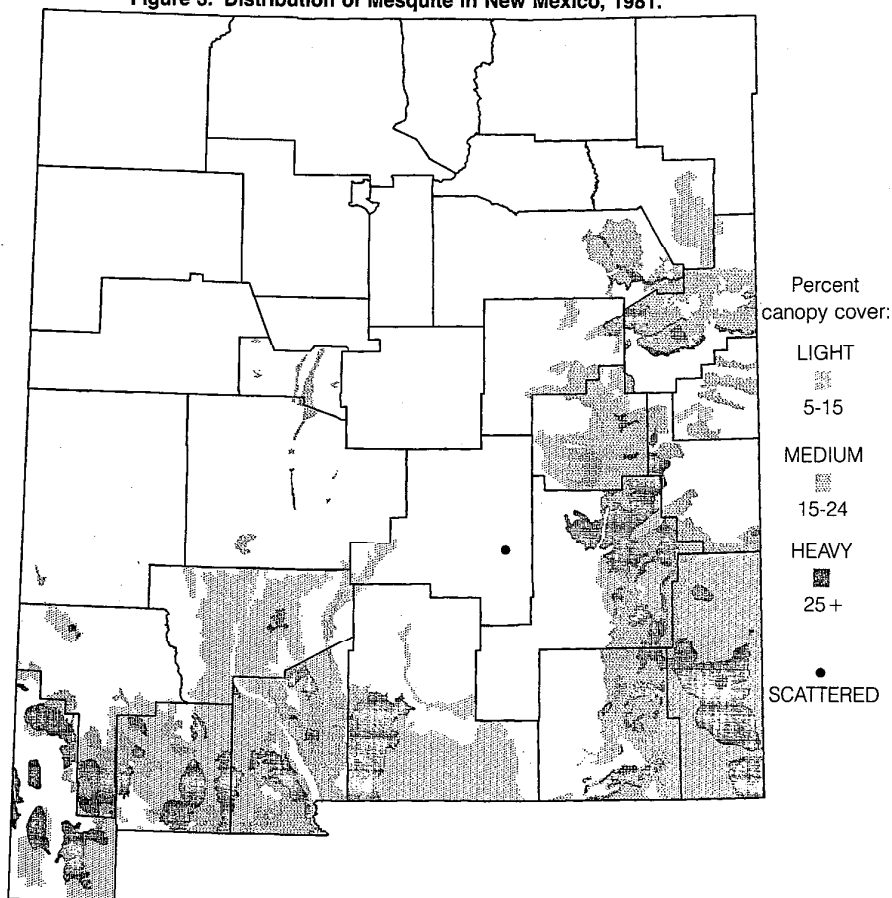 Figure 3. Distribution of Mesquite in New Mexico, 1981.
Percent
canopy cover:
LIGHT
5-15
MEDIUM
15-24
HEAVY
25+
SCATTERED